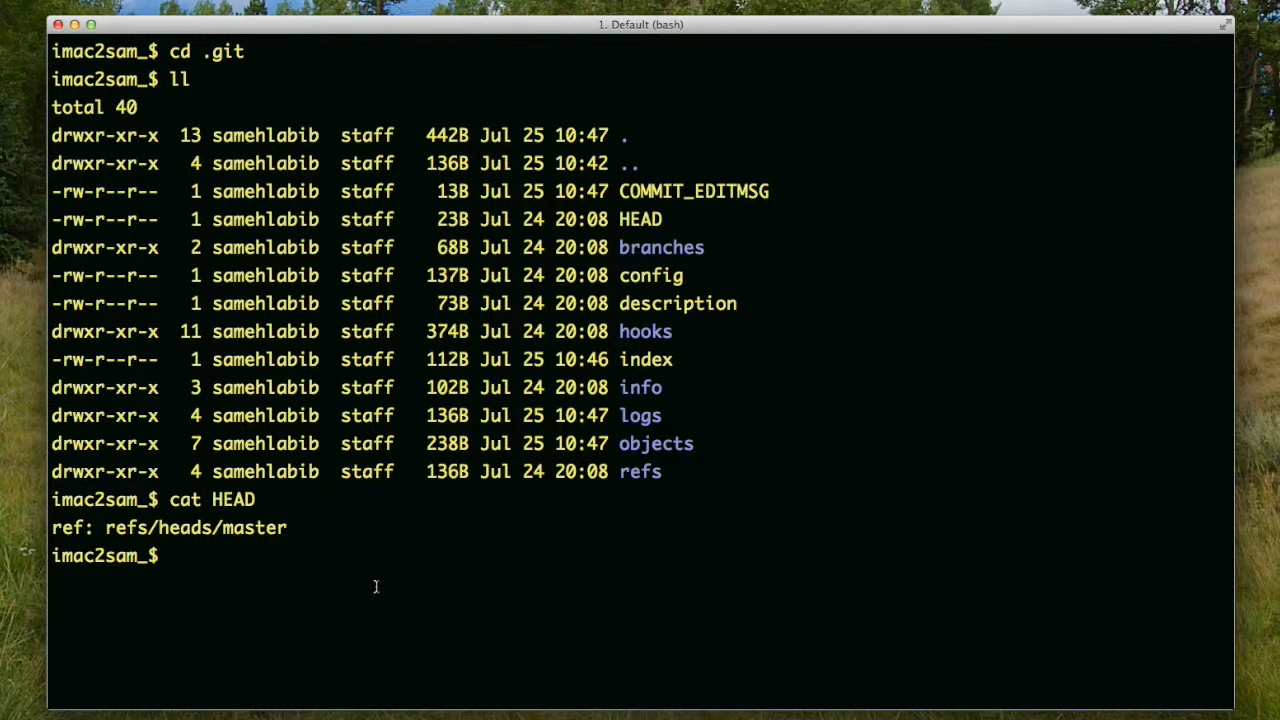 1. Default (bash)
imac2sam_$ cd .git
imac2sam_$ ll
total 40
drwxr-xr-x  13 samehlabib  staff   442B Jul 25 10:47 .
drwxr-xr-x   4 samehlabib  staff   136B Jul 25 10:42 ..
-rw-r--r--   1 samehlabib  staff    13B Jul 25 10:47 COMMIT_EDITMSG
-rw-r--r--   1 samehlabib  staff    23B Jul 24 20:08 HEAD
drwxr-xr-x   2 samehlabib  staff    68B Jul 24 20:08 branches
-rw-r--r--   1 samehlabib  staff   137B Jul 24 20:08 config
-rw-r--r--   1 samehlabib  staff    73B Jul 24 20:08 description
drwxr-xr-x  11 samehlabib  staff   374B Jul 24 20:08 hooks
-rw-r--r--   1 samehlabib  staff   112B Jul 25 10:46 index
drwxr-xr-x   3 samehlabib  staff   102B Jul 24 20:08 info
drwxr-xr-x   4 samehlabib  staff   136B Jul 25 10:47 logs
drwxr-xr-x   7 samehlabib  staff   238B Jul 25 10:47 objects
drwxr-xr-x   4 samehlabib  staff   136B Jul 24 20:08 refs
imac2sam_$ cat HEAD
ref: refs/heads/master
imac2sam_$